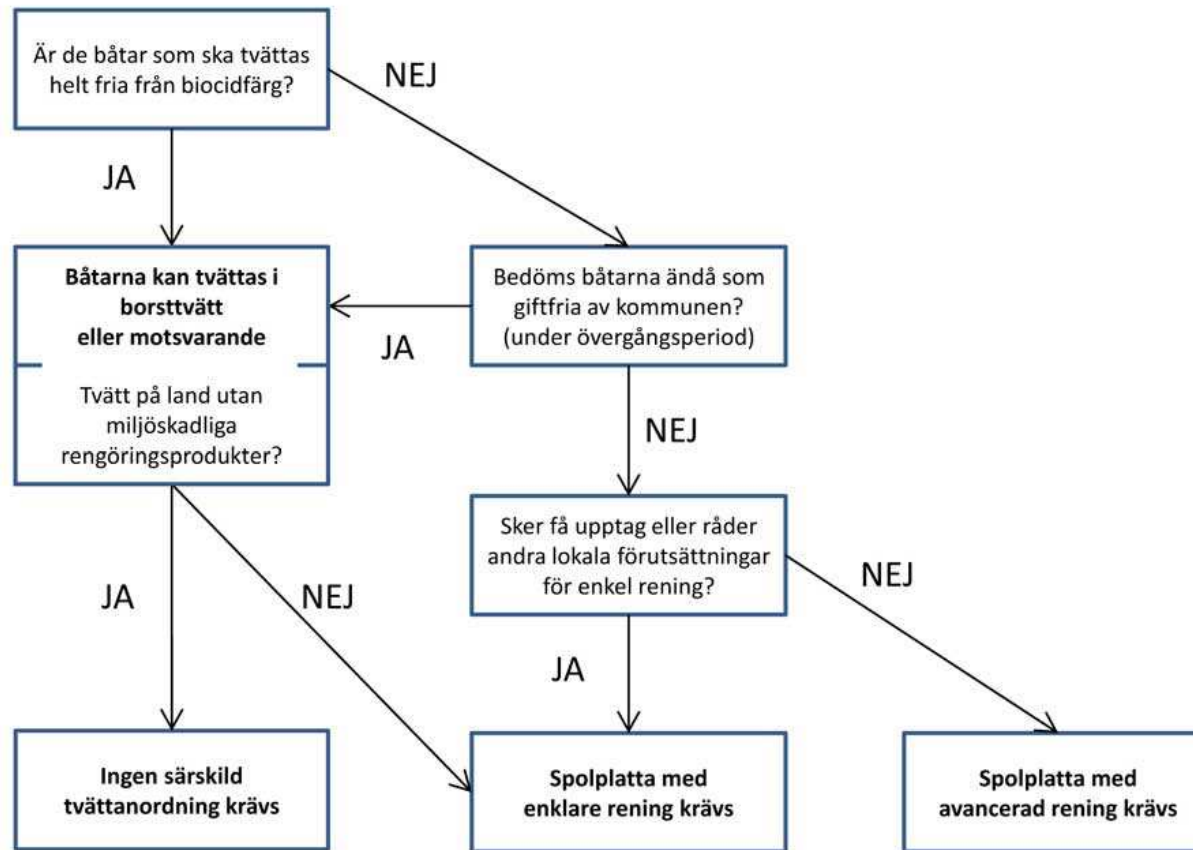 Är de båtar som ska tvättas
helt fria från biocidfärg?
NEJ
JA
Båtarna kan tvättas i
borsttvätt
eller motsvarande
Bedöms båtarna ändå som
giftfria av kommunen?
(under övergångsperiod)
JA
Tvätt på land utan
miljöskadliga
rengöringsprodukter?
NEJ
Sker få upptag eller råder
andra lokala förutsättningar
för enkel rening?
JA
NEJ
JA
NEJ
Ingen särskild
tvättanordning krävs
Spolplatta med
enklare rening krävs
Spolplatta med
avancerad rening krävs